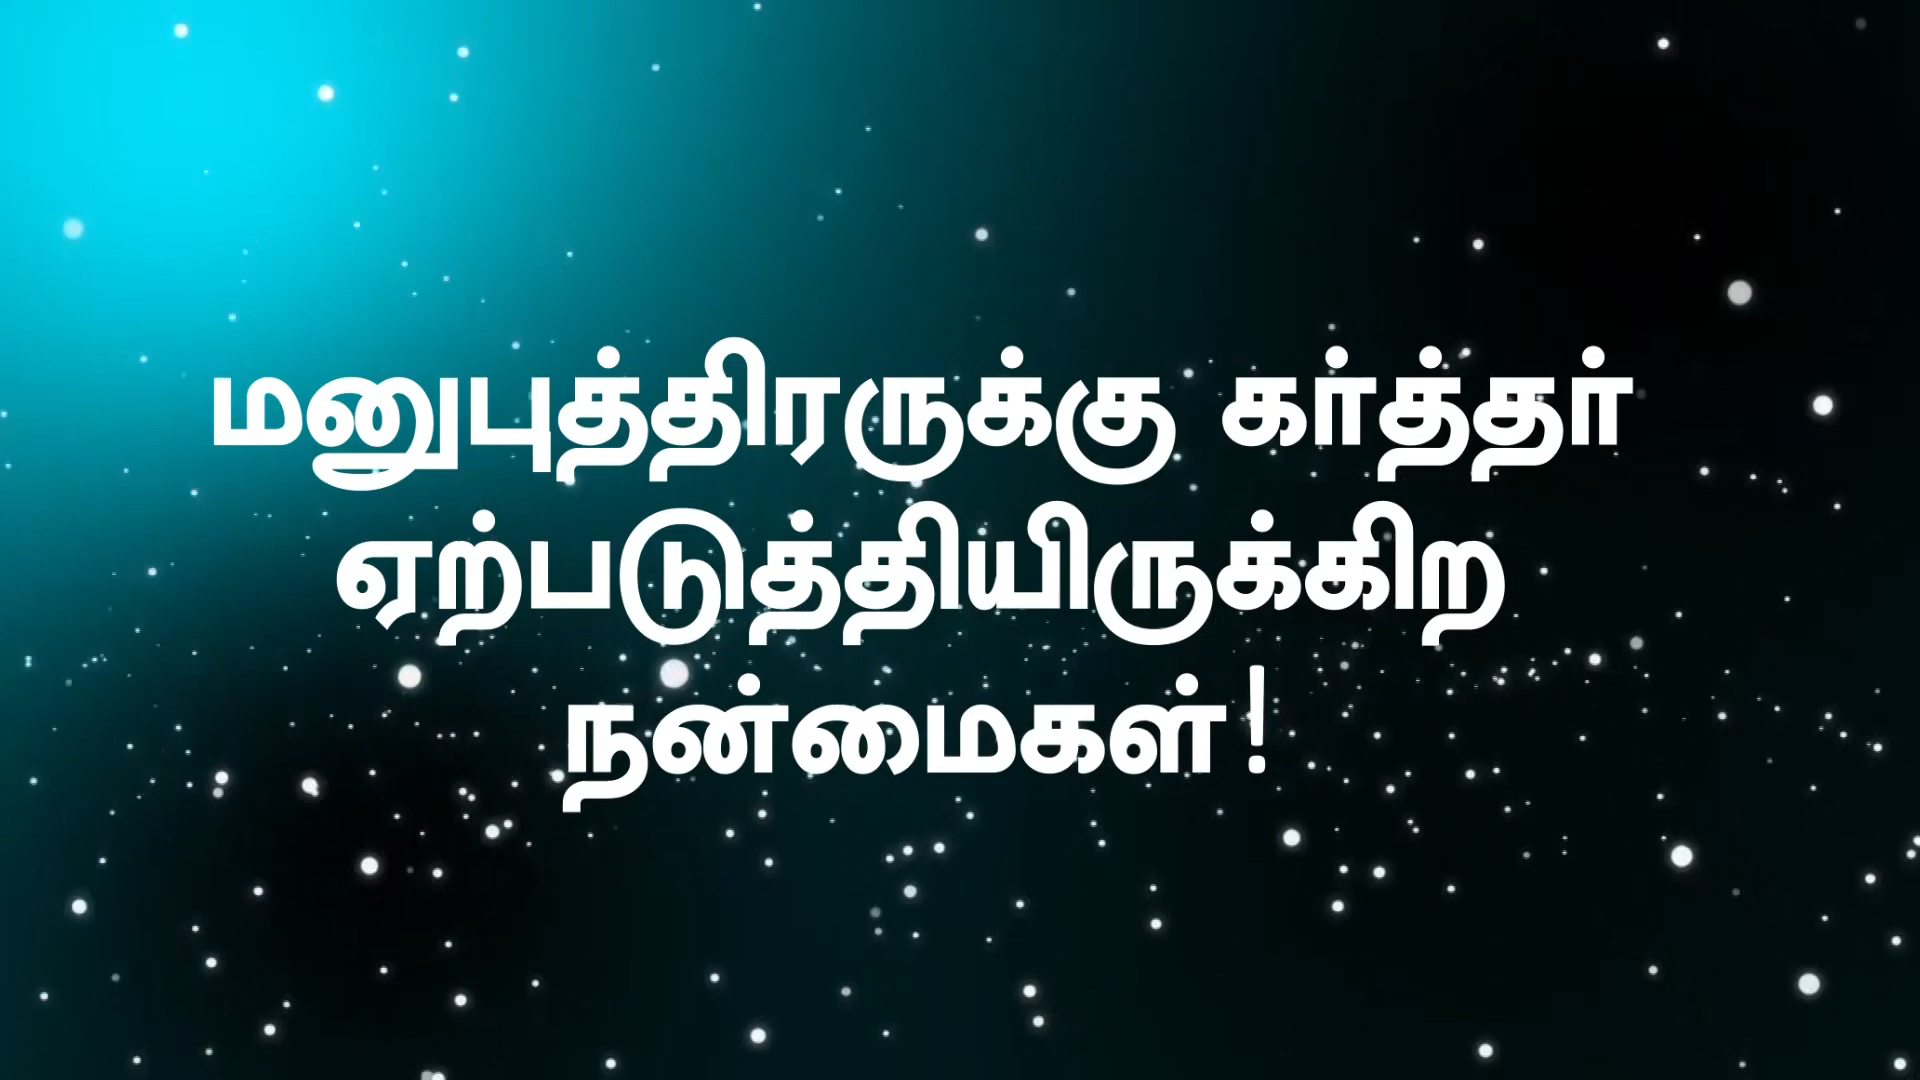 மனுபுத்திரருக்கு கர்த்தர்
ஏற்படுத்தியிருக்கிற
நன்மைகள்!